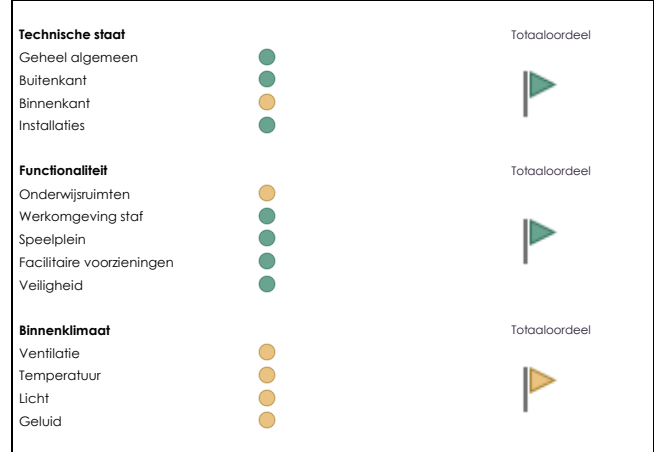 Technische staat Totaaloordeel
Geheel algemeen
Buitenkant
Binnenkant
Installaties
Functionaliteit Totaaloordeel
Onderwijsruimten
Werkomgeving staf
Speelplein
Facilitaire voorzieningen
Veiligheid
Binnenklimaat Totaaloordeel
Ventilatie
Temperatuur
Licht
Geluid